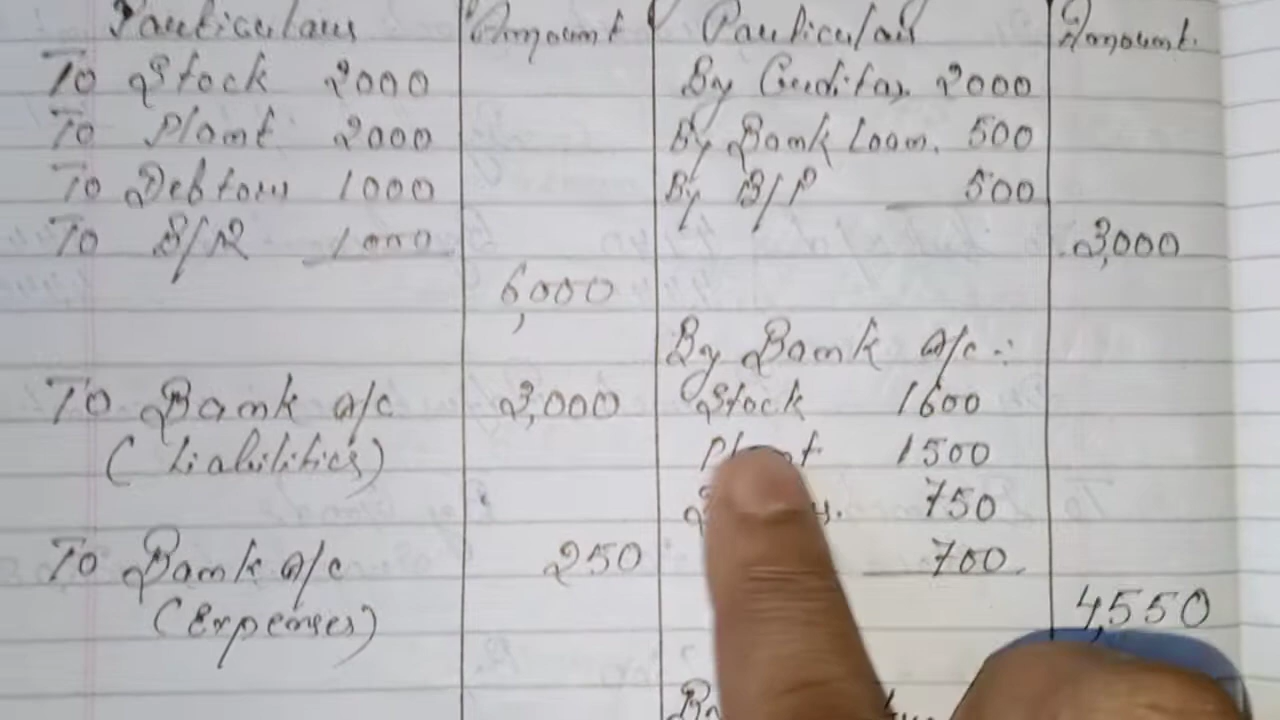 Particulars Amount Particulars Amount.
To Stock 2000 By Creditors 2000
To Plant 2000 By Bank Loan. 500
To Debtors 1000 By B/P 500
To B/R 1000 3,000
6,000
By Bank a/c :-
To Bank a/c 3,000 Stock 1600
(Liabilities) Plant 1500
750
To Bank a/c 250 700
(Expenses) 4,550